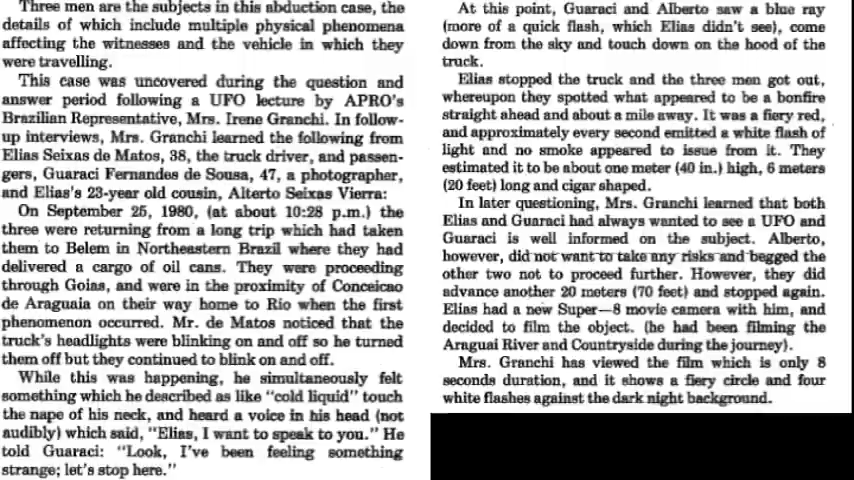 Three men are the subjects in this abduction case, the
details of which include multiple physical phenomena
affecting the witnesses and the vehicle in which they
were travelling.
This case was uncovered during the question and
answer period following a UFO lecture by APRO's
Brazilian Representative, Mrs. Irene Granchi. In follow-
up interviews, Mrs. Granchi learned the following from
Elias Seixas de Matos, 38, the truck driver, and passen-
gers, Guaraci Fernandes de Sousa, 47, a photographer,
and Elias's 23-year old cousin, Alterto Seixas Vierra:
On September 25, 1980, (at about 10:28 p.m.) the
three were returning from a long trip which had taken
them to Belem in Northeastern Brazil where they had
delivered a cargo of oil cans. They were proceeding
through Goias, and were in the proximity of Conceicao
de Araguaia on their way home to Rio when the first
phenomenon occurred. Mr. de Matos noticed that the
truck's headlights were blinking on and off so he turned
them off but they continued to blink on and off.
While this was happening, he simultaneously felt
something which he described as like "cold liquid" touch
the nape of his neck, and heard a voice in his head (not
audibly) which said, "Elias, I want to speak to you." He
told Guaraci: "Look, I've been feeling something
strange; let's stop here."
At this point, Guaraci and Alberto saw a blue ray
(more of a quick flash, which Elias didn't see), come
down from the sky and touch down on the hood of the
truck.
Elias stopped the truck and the three men got out,
whereupon they spotted what appeared to be a bonfire
straight ahead and about a mile away. It was a fiery red,
and approximately every second emitted a white flash of
light and no smoke appeared to issue from it. They
estimated it to be about one meter (40 in.) high, 6 meters
(20 feet) long and cigar shaped.
In later questioning, Mrs. Granchi learned that both
Elias and Guaraci had always wanted to see a UFO and
Guaraci is well informed on the subject. Alberto,
however, did not want to take any risks and begged the
other two not to proceed further. However, they did
advance another 20 meters (70 feet) and stopped again.
Elias had a new Super—8 movie camera with him, and
decided to film the object. (he had been filming the
Araguai River and Countryside during the journey).
Mrs. Granchi has viewed the film which is only 8
seconds duration, and it shows a fiery circle and four
white flashes against the dark night background.